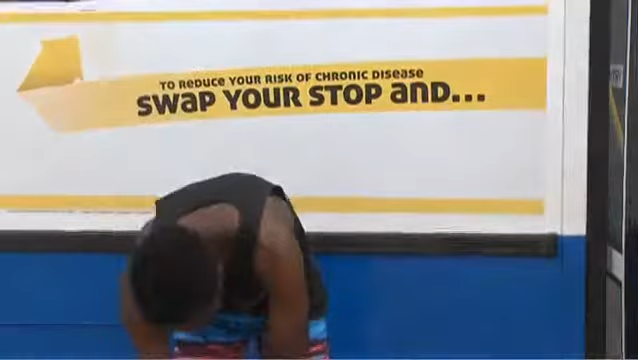 TO REDUCE YOUR RISK OF CHRONIC DISEASE
SWAP YOUR STOP AND...